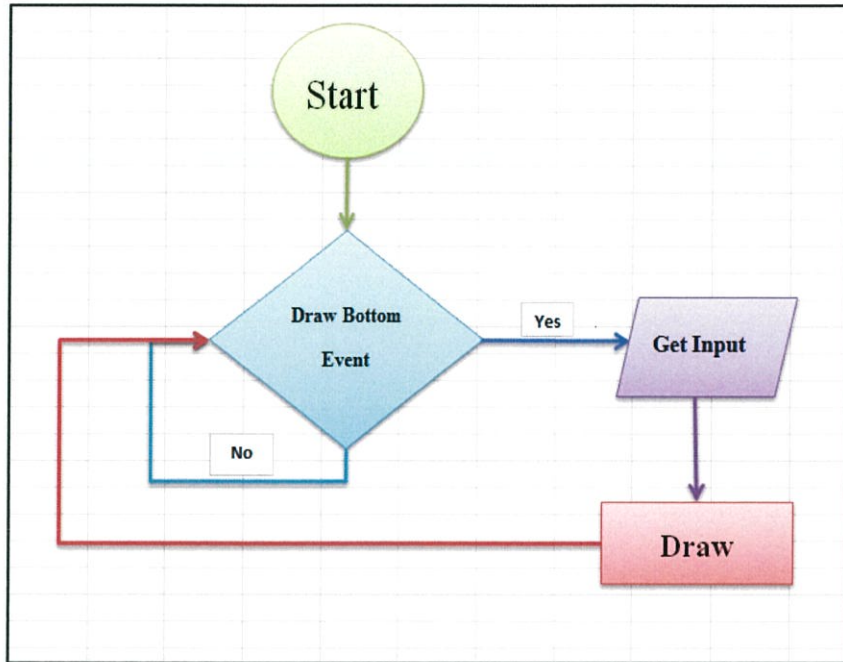 Start
Draw Bottom
Event
Yes
Get Input
No
Draw